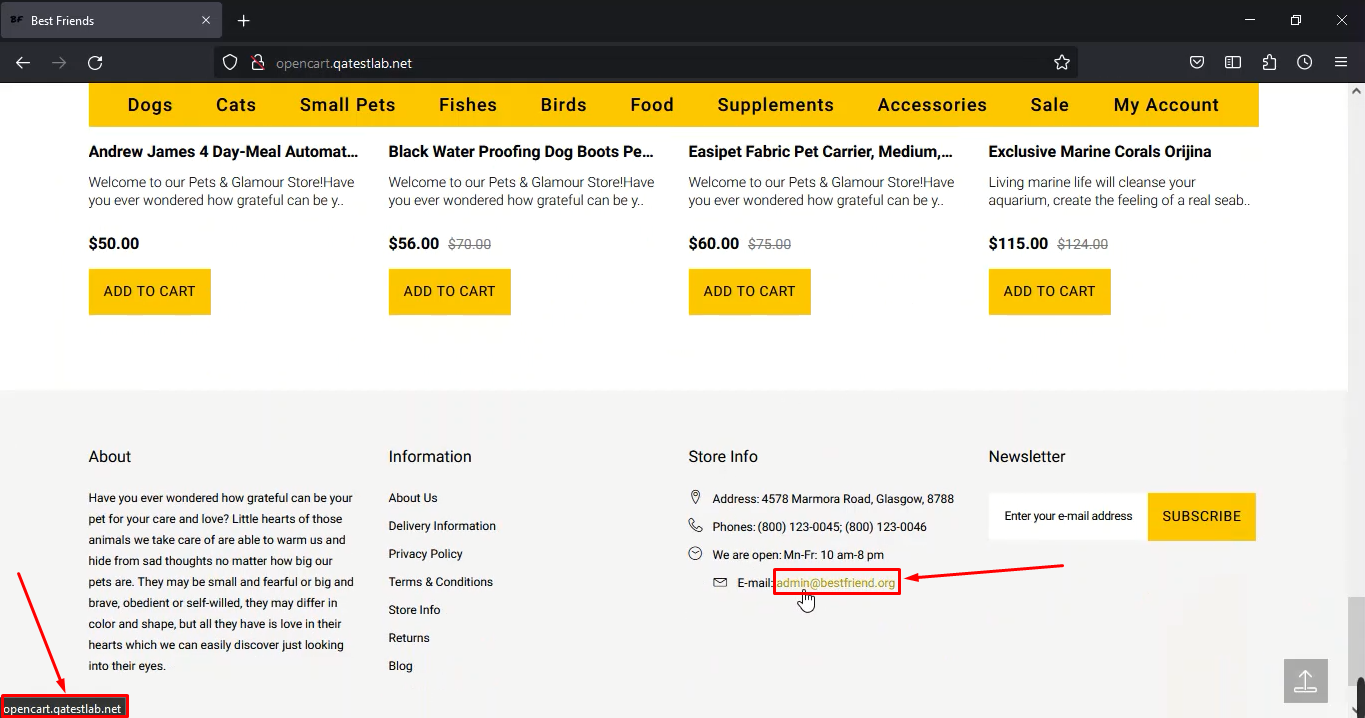 BF Best Friends
opencart.qatestlab.net
Dogs Cats Small Pets Fishes Birds Food Supplements Accessories Sale My Account
Andrew James 4 Day-Meal Automat...
Welcome to our Pets & Glamour Store!Have
you ever wondered how grateful can be y..
$50.00
ADD TO CART
Black Water Proofing Dog Boots Pe...
Welcome to our Pets & Glamour Store!Have
you ever wondered how grateful can be y..
$56.00 $70.00
ADD TO CART
Easipet Fabric Pet Carrier, Medium,...
Welcome to our Pets & Glamour Store!Have
you ever wondered how grateful can be y..
$60.00 $75.00
ADD TO CART
Exclusive Marine Corals Orijina
Living marine life will cleanse your
aquarium, create the feeling of a real seab..
$115.00 $124.00
ADD TO CART
About
Have you ever wondered how grateful can be your
pet for your care and love? Little hearts of those
animals we take care of are able to warm us and
hide from sad thoughts no matter how big our
pets are. They may be small and fearful or big and
brave, obedient or self-willed, they may differ in
color and shape, but all they have is love in their
hearts which we can easily discover just looking
into their eyes.
Information
About Us
Delivery Information
Privacy Policy
Terms & Conditions
Store Info
Returns
Blog
Store Info
Address: 4578 Marmora Road, Glasgow, 8788
Phones: (800) 123-0045; (800) 123-0046
We are open: Mn-Fr: 10 am-8 pm
E-mail: admin@bestfriend.org
Newsletter
Enter your e-mail address
SUBSCRIBE
opencart.qatestlab.net